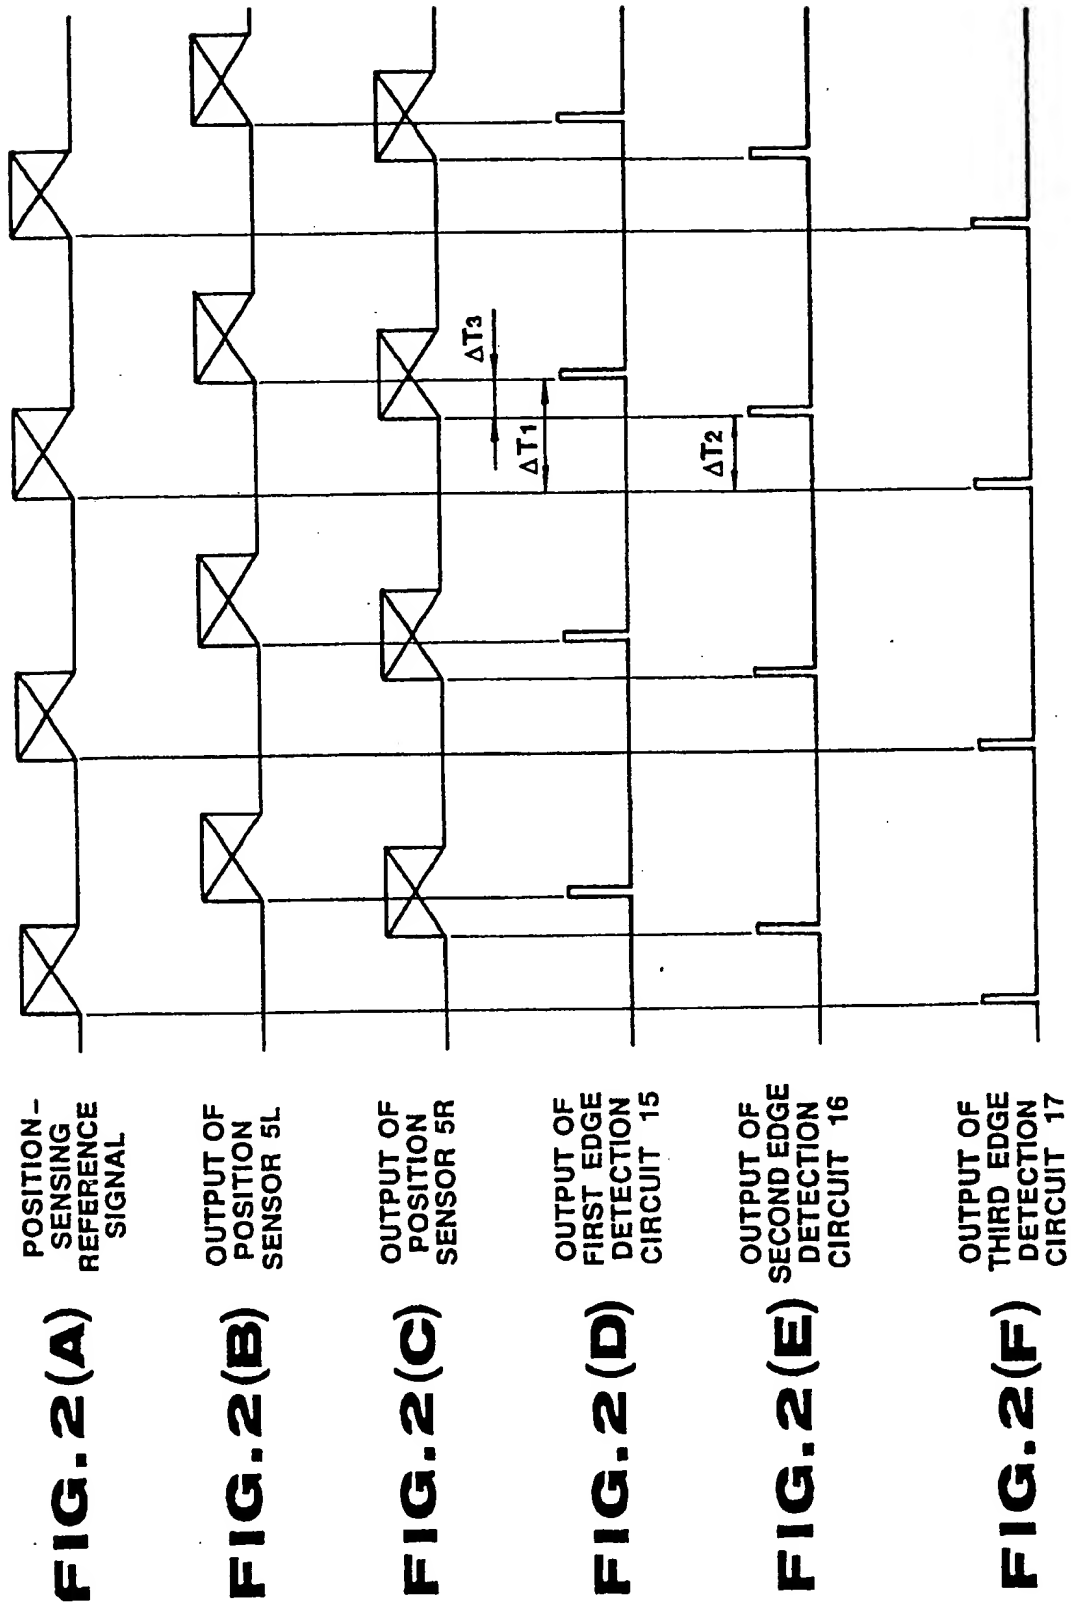 FIG.2(A)
POSITION-
SENSING
REFERENCE
SIGNAL
FIG.2(B)
OUTPUT OF
POSITION
SENSOR 5L
FIG.2(C)
OUTPUT OF
POSITION
SENSOR 5R
FIG.2(D)
OUTPUT OF
FIRST EDGE
DETECTION
CIRCUIT 15
FIG.2(E)
OUTPUT OF
SECOND EDGE
DETECTION
CIRCUIT 16
FIG.2(F)
OUTPUT OF
THIRD EDGE
DETECTION
CIRCUIT 17
ΔT3
ΔT1
ΔT2